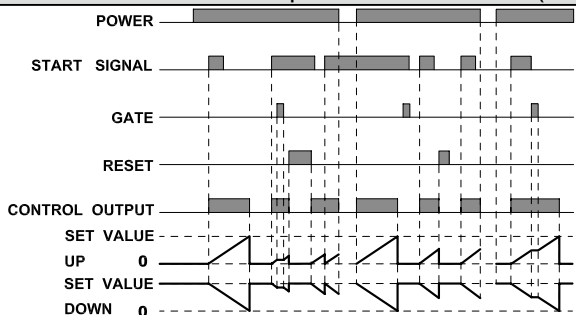 POWER
START SIGNAL
GATE
RESET
CONTROL OUTPUT
SET VALUE
UP 0
SET VALUE
DOWN 0